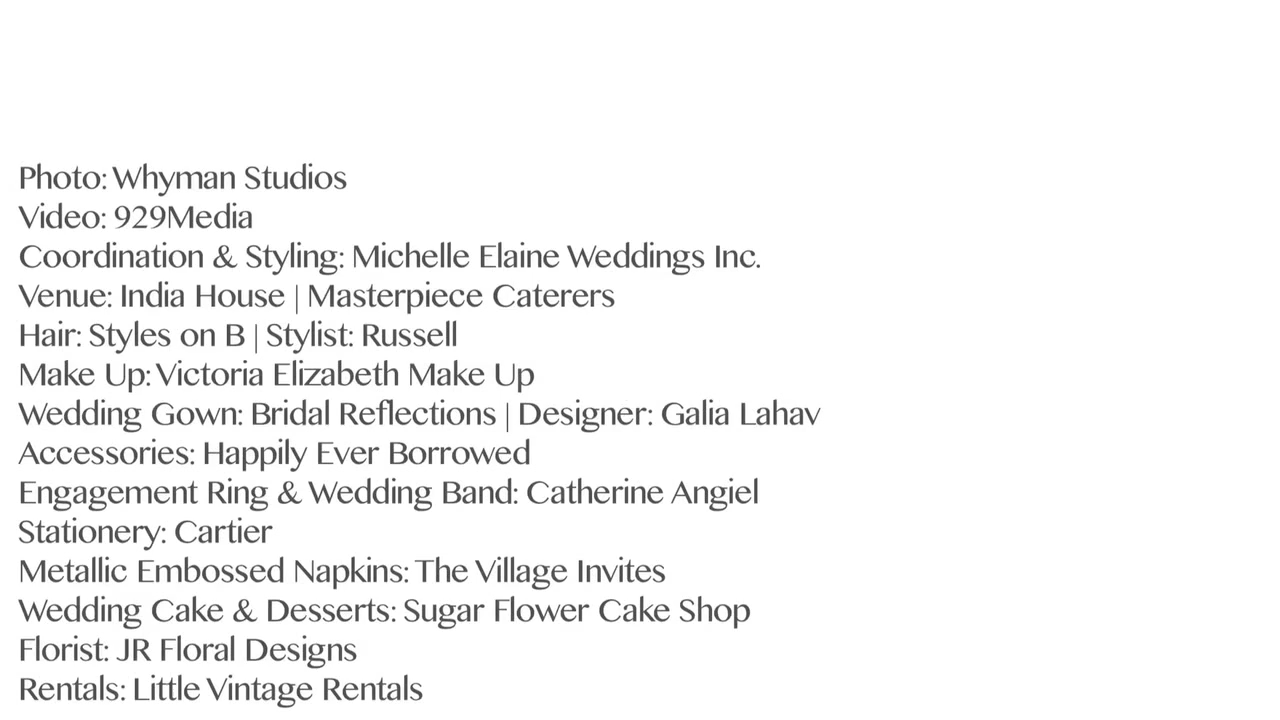 Photo: Whyman Studios
Video: 929Media
Coordination & Styling: Michelle Elaine Weddings Inc.
Venue: India House | Masterpiece Caterers
Hair: Styles on B | Stylist: Russell
Make Up: Victoria Elizabeth Make Up
Wedding Gown: Bridal Reflections | Designer: Galia Lahav
Accessories: Happily Ever Borrowed
Engagement Ring & Wedding Band: Catherine Angiel
Stationery: Cartier
Metallic Embossed Napkins: The Village Invites
Wedding Cake & Desserts: Sugar Flower Cake Shop
Florist: JR Floral Designs
Rentals: Little Vintage Rentals